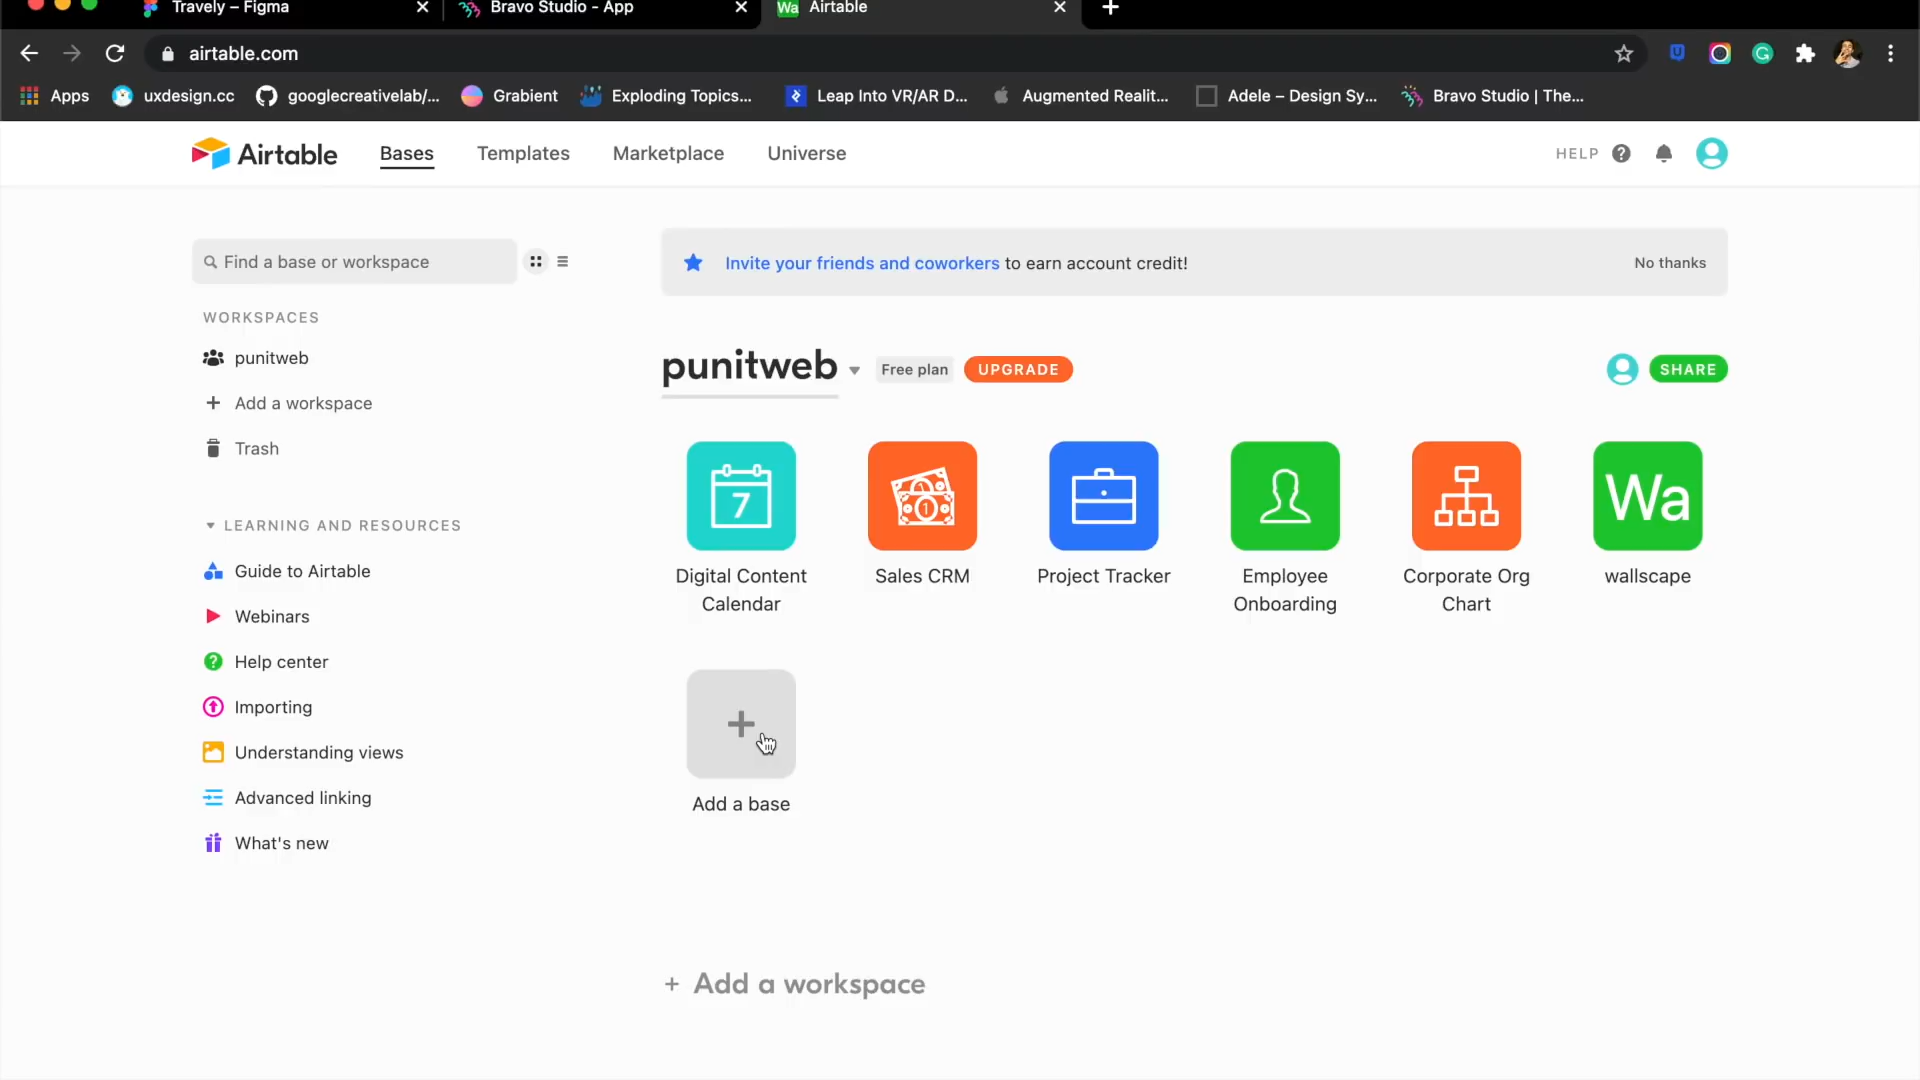 Travely – Figma
Bravo Studio - App
Wa Airtable
airtable.com
Apps
uxdesign.cc
googlecreativelab/...
Grabient
Exploding Topics...
Leap Into VR/AR D...
Augmented Realit...
Adele – Design Sy...
Bravo Studio | The...
Airtable
Bases
Templates
Marketplace
Universe
HELP
Find a base or workspace
Invite your friends and coworkers to earn account credit!
No thanks
WORKSPACES
punitweb
Add a workspace
Trash
LEARNING AND RESOURCES
Guide to Airtable
Webinars
Help center
Importing
Understanding views
Advanced linking
What's new
punitweb
Free plan
UPGRADE
SHARE
7
Digital Content
Calendar
1
1
Sales CRM
Project Tracker
Employee
Onboarding
Corporate Org
Chart
Wa
wallscape
+
Add a base
+ Add a workspace